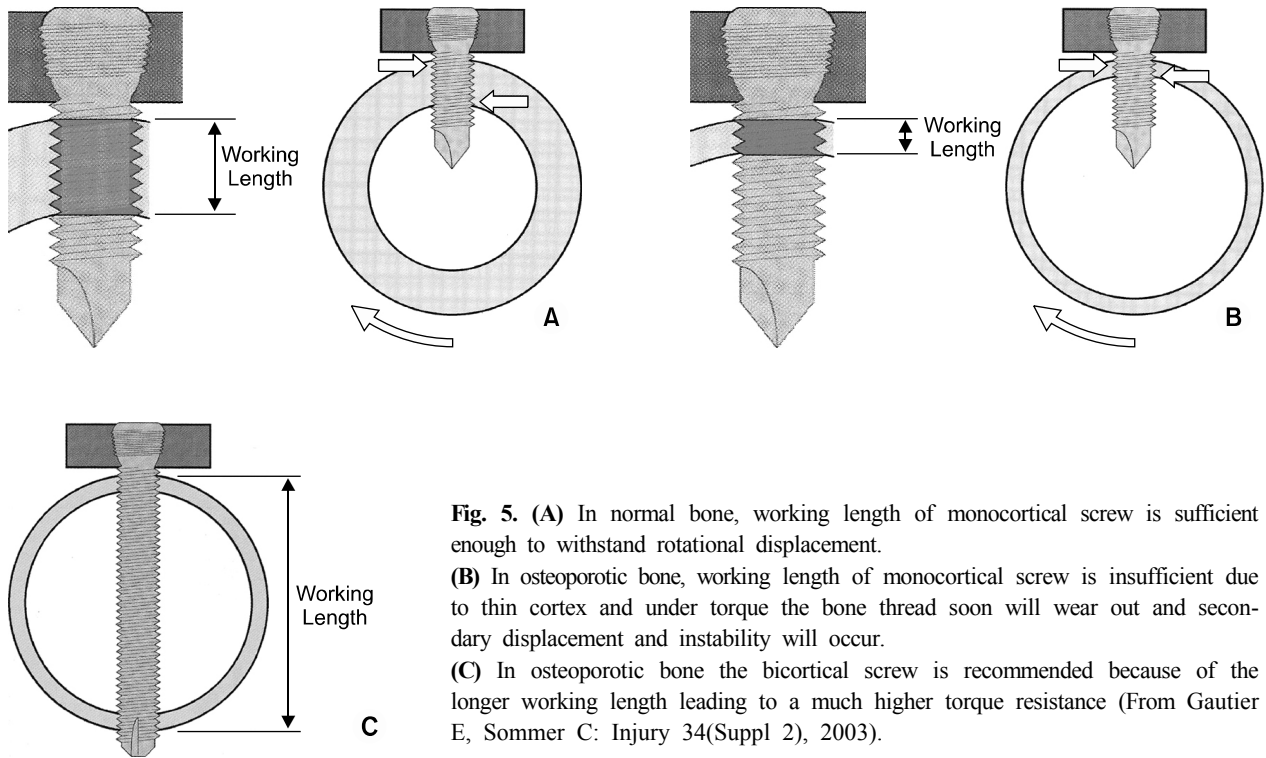 Working
Length
A
Working
Length
B
Working
Length
C
Fig. 5. (A) In normal bone, working length of monocortical screw is sufficient
enough to withstand rotational displacement.
(B) In osteoporotic bone, working length of monocortical screw is insufficient due
to thin cortex and under torque the bone thread soon will wear out and secon-
dary displacement and instability will occur.
(C) In osteoporotic bone the bicortical screw is recommended because of the
longer working length leading to a much higher torque resistance (From Gautier
E, Sommer C: Injury 34(Suppl 2), 2003).